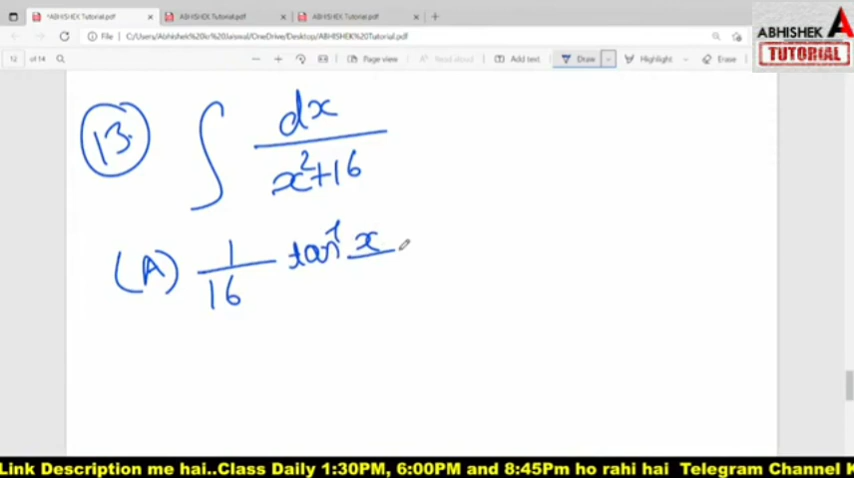 *ABHISHEK Tutorial.pdf
ABHISHEK Tutorial.pdf
ABHISHEK Tutorial.pdf
File
C:/Users/Abhishek%20kr%20Jaiswal/OneDrive/Desktop/ABHISHEK%20Tutorial.pdf
12 of 14
Page view
Read aloud
Add text
Draw
Highlight
Erase
ABHISHEK A
TUTORIAL
13. ∫ dx / x²+16
(A) 1/16 tan⁻¹ x
Link Description me hai..Class Daily 1:30PM, 6:00PM and 8:45Pm ho rahi hai Telegram Channel K